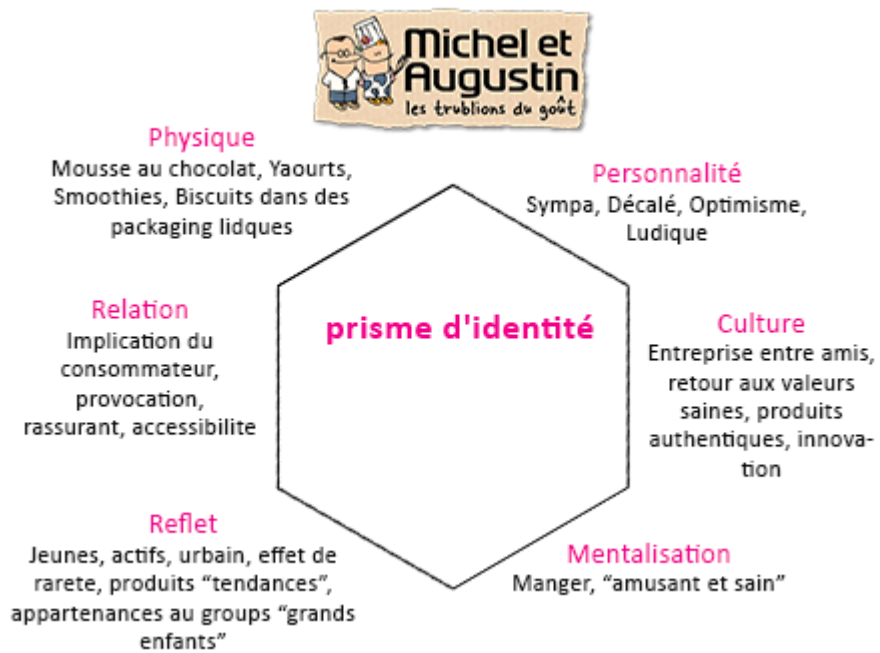 Michel et
Augustin
les trublions du goût
Physique
Mousse au chocolat, Yaourts,
Smoothies, Biscuits dans des
packaging lidques
Personnalité
Sympa, Décalé, Optimisme,
Ludique
prisme d'identité
Relation
Implication du
consommateur,
provocation,
rassurant, accessibilite
Culture
Entreprise entre amis,
retour aux valeurs
saines, produits
authentiques, innova-
tion
Reflet
Jeunes, actifs, urbain, effet de
rarete, produits “tendances”,
appartenances au groups “grands
enfants”
Mentalisation
Manger, “amusant et sain”